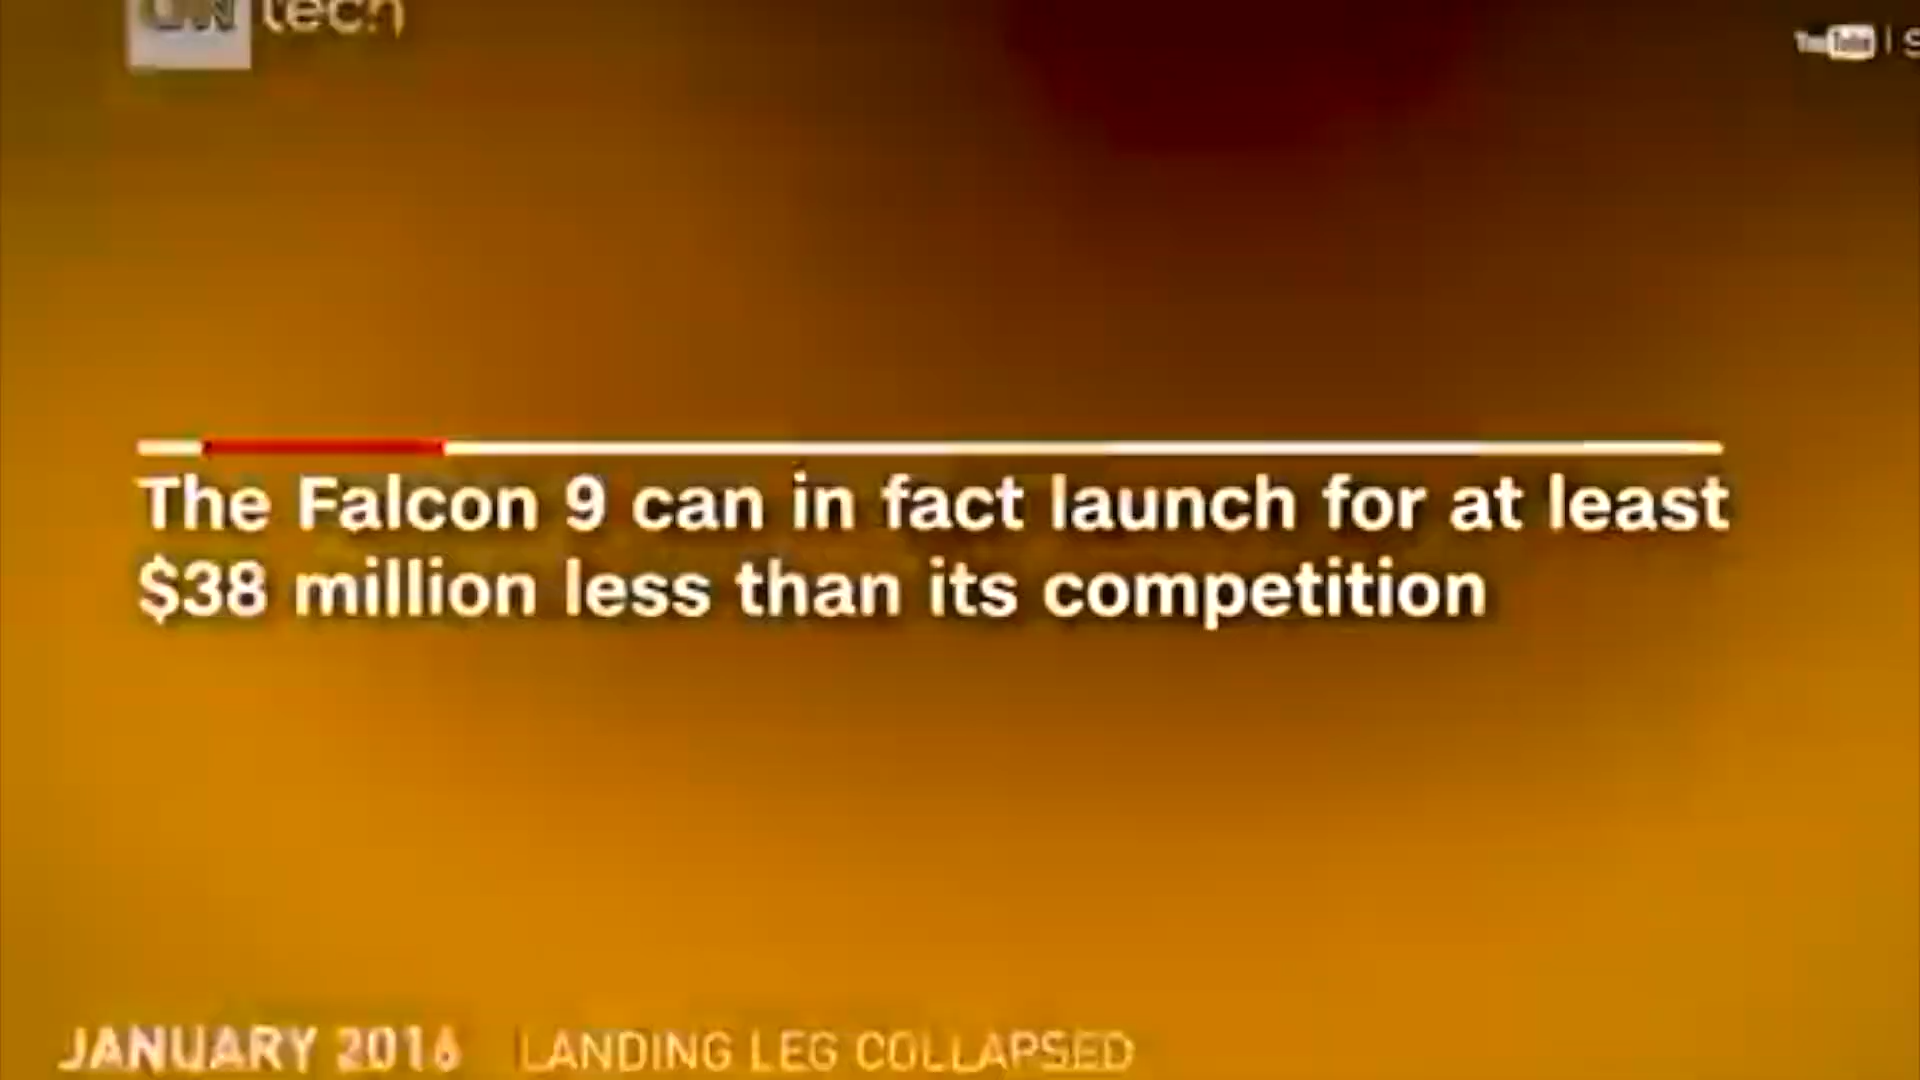 tech
YouTube
The Falcon 9 can in fact launch for at least
$38 million less than its competition
JANUARY 2016 LANDING LEG COLLAPSED